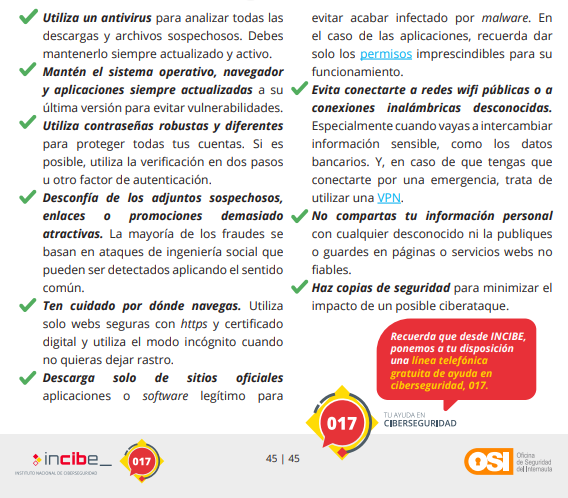 Utiliza un antivirus para analizar todas las
descargas y archivos sospechosos. Debes
mantenerlo siempre actualizado y activo.
Mantén el sistema operativo, navegador
y aplicaciones siempre actualizadas a su
última versión para evitar vulnerabilidades.
Utiliza contraseñas robustas y diferentes
para proteger todas tus cuentas. Si es
posible, utiliza la verificación en dos pasos
u otro factor de autenticación.
Desconfía de los adjuntos sospechosos,
enlaces o promociones demasiado
atractivas. La mayoría de los fraudes se
basan en ataques de ingeniería social que
pueden ser detectados aplicando el sentido
común.
Ten cuidado por dónde navegas. Utiliza
solo webs seguras con https y certificado
digital y utiliza el modo incógnito cuando
no quieras dejar rastro.
Descarga solo de sitios oficiales
aplicaciones o software legítimo para
evitar acabar infectado por malware. En
el caso de las aplicaciones, recuerda dar
solo los permisos imprescindibles para su
funcionamiento.
Evita conectarte a redes wifi públicas o a
conexiones inalámbricas desconocidas.
Especialmente cuando vayas a intercambiar
información sensible, como los datos
bancarios. Y, en caso de que tengas que
conectarte por una emergencia, trata de
utilizar una VPN.
No compartas tu información personal
con cualquier desconocido ni la publiques
o guardes en páginas o servicios webs no
fiables.
Haz copias de seguridad para minimizar el
impacto de un posible ciberataque.
Recuerda que desde INCIBE,
ponemos a tu disposición
una línea telefónica
gratuita de ayuda en
ciberseguridad, 017.
017
TU AYUDA EN
CIBERSEGURIDAD
incibe_
INSTITUTO NACIONAL DE CIBERSEGURIDAD
017
45 | 45
OSI
Oficina
de Seguridad
del Internauta